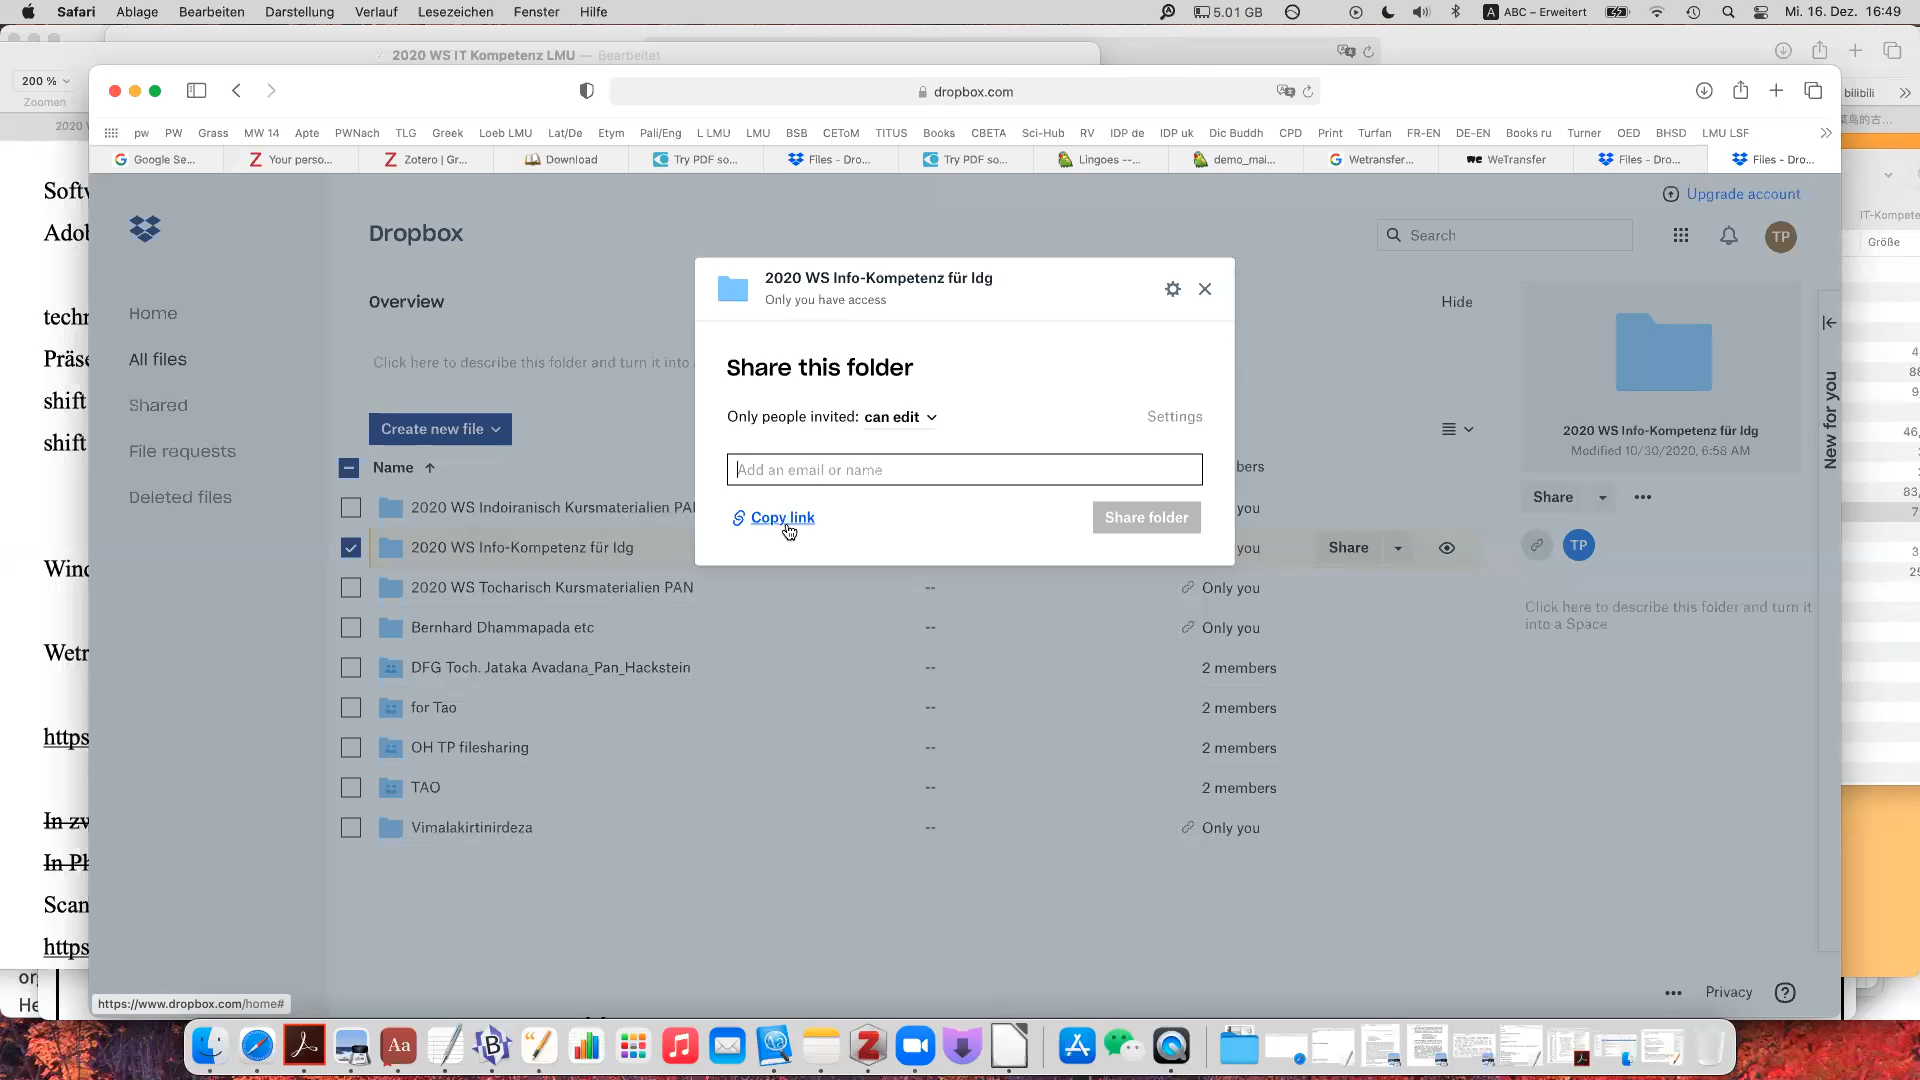 Safari Ablage Bearbeiten Darstellung Verlauf Lesezeichen Fenster Hilfe 5.01 GB A ABC – Erweitert Mi. 16. Dez. 16:49
2020 WS IT Kompetenz LMU — Bearbeitet
200 %
Zoomen
dropbox.com
bilibili
pw PW Grass MW 14 Apte PWNach TLG Greek Loeb LMU Lat/De Etym Pali/Eng L LMU LMU BSB CEToM TITUS Books CBETA Sci-Hub RV IDP de IDP uk Dic Buddh CPD Print Turfan FR-EN DE-EN Books ru Turner OED BHSD LMU LSF
Google Se... Your perso... Zotero | Gr... Download Try PDF so... Files - Dro... Try PDF so... Lingoes --... demo_mai... Wetransfer... WeTransfer Files - Dro... Files - Dro...
Upgrade account
Dropbox
Search
TP
IT-Kompete
Größe
Home
All files
Shared
File requests
Deleted files
Overview
Hide
Click here to describe this folder and turn it into
Create new file
Name
2020 WS Indoiranisch Kursmaterialien PA
2020 WS Info-Kompetenz für Idg
Share
2020 WS Tocharisch Kursmaterialien PAN -- Only you
Bernhard Dhammapada etc -- Only you
DFG Toch. Jataka Avadana_Pan_Hackstein -- 2 members
for Tao -- 2 members
OH TP filesharing -- 2 members
TAO -- 2 members
Vimalakirtinirdeza -- Only you
2020 WS Info-Kompetenz für Idg
Only you have access
Share this folder
Only people invited: can edit
Settings
Add an email or name
Copy link
Share folder
bers
you
you
2020 WS Info-Kompetenz für Idg
Modified 10/30/2020, 6:58 AM
Share
TP
Click here to describe this folder and turn it
into a Space
New for you
Privacy
https://www.dropbox.com/home#
Softw
Adob
techn
Präse
shift
shift
Wind
Wetr
https
In zw
In Ph
Scan
https
or
He
Aa